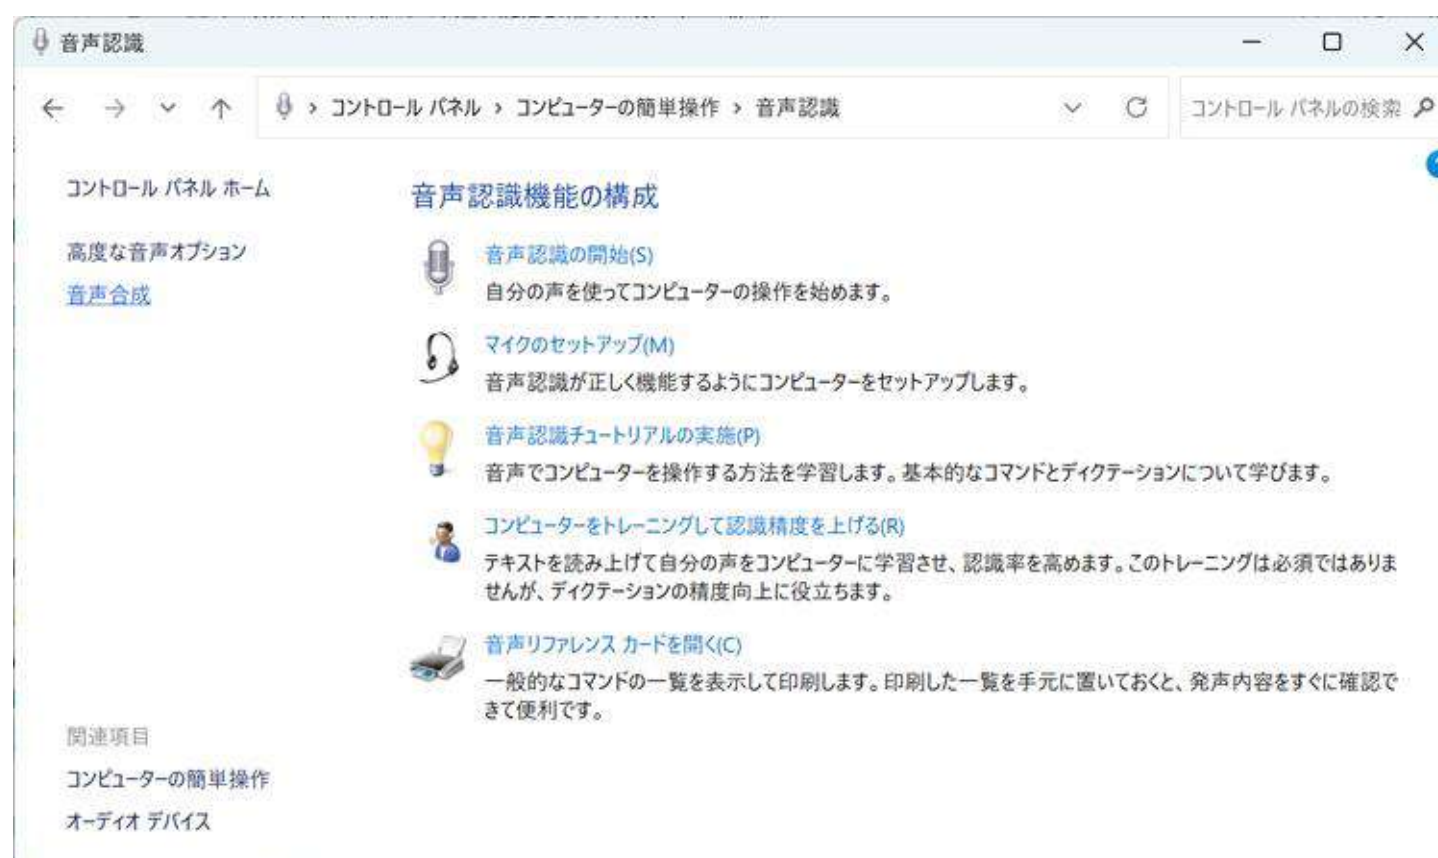 音声認識
コントロール パネル › コンピューターの簡単操作 › 音声認識
コントロール パネルの検索
コントロール パネル ホーム
高度な音声オプション
音声合成
音声認識機能の構成
音声認識の開始(S)
自分の声を使ってコンピューターの操作を始めます。
マイクのセットアップ(M)
音声認識が正しく機能するようにコンピューターをセットアップします。
音声認識チュートリアルの実施(P)
音声でコンピューターを操作する方法を学習します。基本的なコマンドとディクテーションについて学びます。
コンピューターをトレーニングして認識精度を上げる(R)
テキストを読み上げて自分の声をコンピューターに学習させ、認識率を高めます。このトレーニングは必須ではありま
せんが、ディクテーションの精度向上に役立ちます。
音声リファレンス カードを開く(C)
一般的なコマンドの一覧を表示して印刷します。印刷した一覧を手元に置いておくと、発声内容をすぐに確認で
きて便利です。
関連項目
コンピューターの簡単操作
オーディオ デバイス